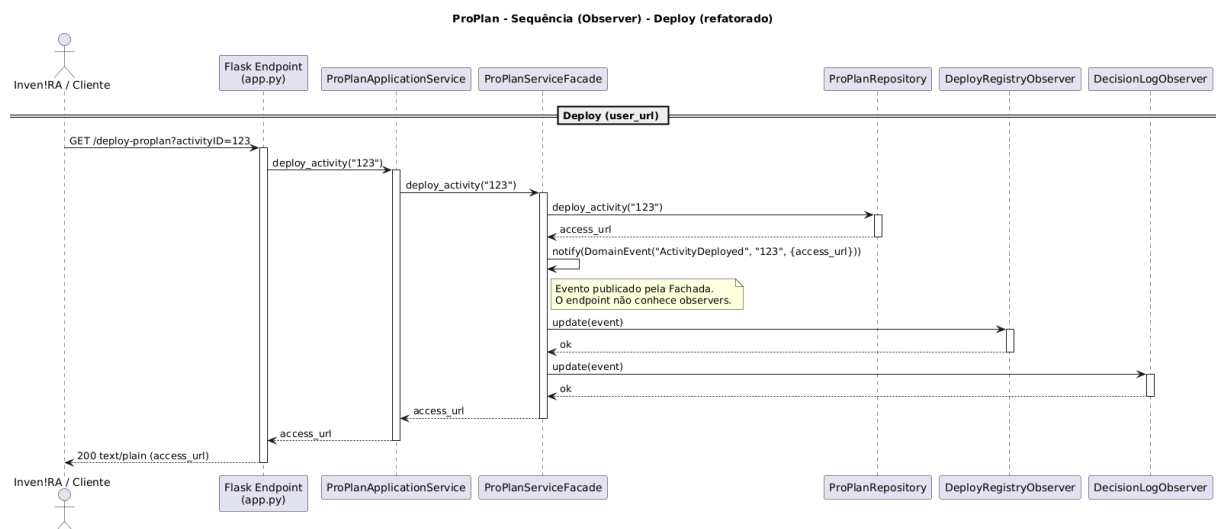 ProPlan - Sequência (Observer) - Deploy (refatorado)
Inven!RA / Cliente
Flask Endpoint
(app.py)
ProPlanApplicationService
ProPlanServiceFacade
ProPlanRepository
DeployRegistryObserver
DecisionLogObserver
Deploy (user_url)
GET /deploy-proplan?activityID=123
deploy_activity("123")
deploy_activity("123")
deploy_activity("123")
access_url
notify(DomainEvent("ActivityDeployed", "123", {access_url}))
Evento publicado pela Fachada.
O endpoint não conhece observers.
update(event)
ok
update(event)
ok
access_url
access_url
200 text/plain (access_url)
Inven!RA / Cliente
Flask Endpoint
(app.py)
ProPlanApplicationService
ProPlanServiceFacade
ProPlanRepository
DeployRegistryObserver
DecisionLogObserver